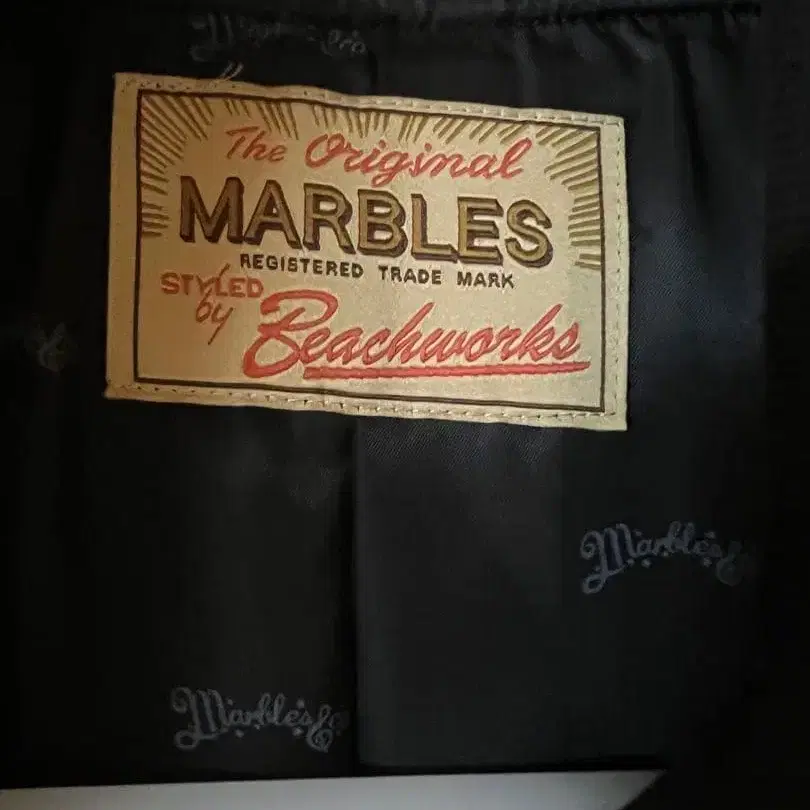 The Original
MARBLES
REGISTERED TRADE MARK
STYLED
by
Beachworks
Marbles&
Marbles&